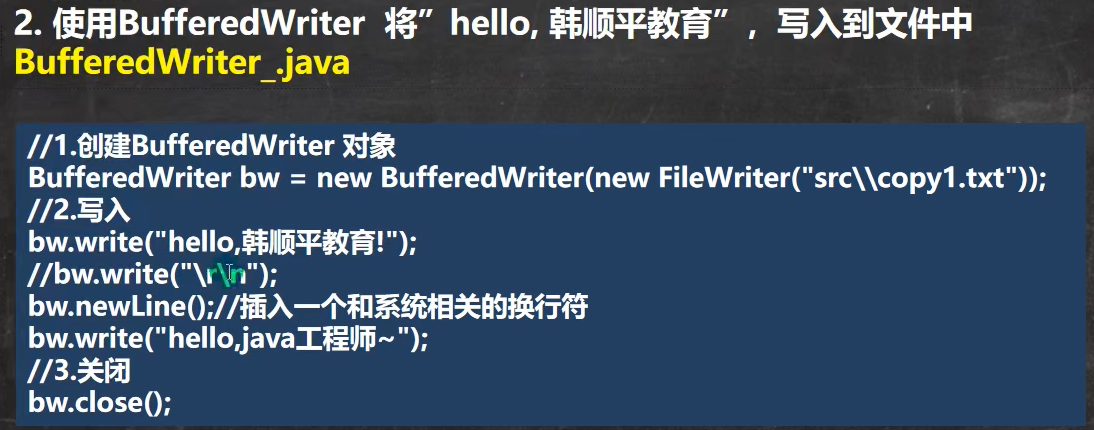 2. 使用BufferedWriter 将”hello, 韩顺平教育”, 写入到文件中
BufferedWriter_.java
//1.创建BufferedWriter 对象
BufferedWriter bw = new BufferedWriter(new FileWriter("src\\copy1.txt"));
//2.写入
bw.write("hello,韩顺平教育!");
//bw.write("\r\n");
bw.newLine();//插入一个和系统相关的换行符
bw.write("hello,java工程师~");
//3.关闭
bw.close();